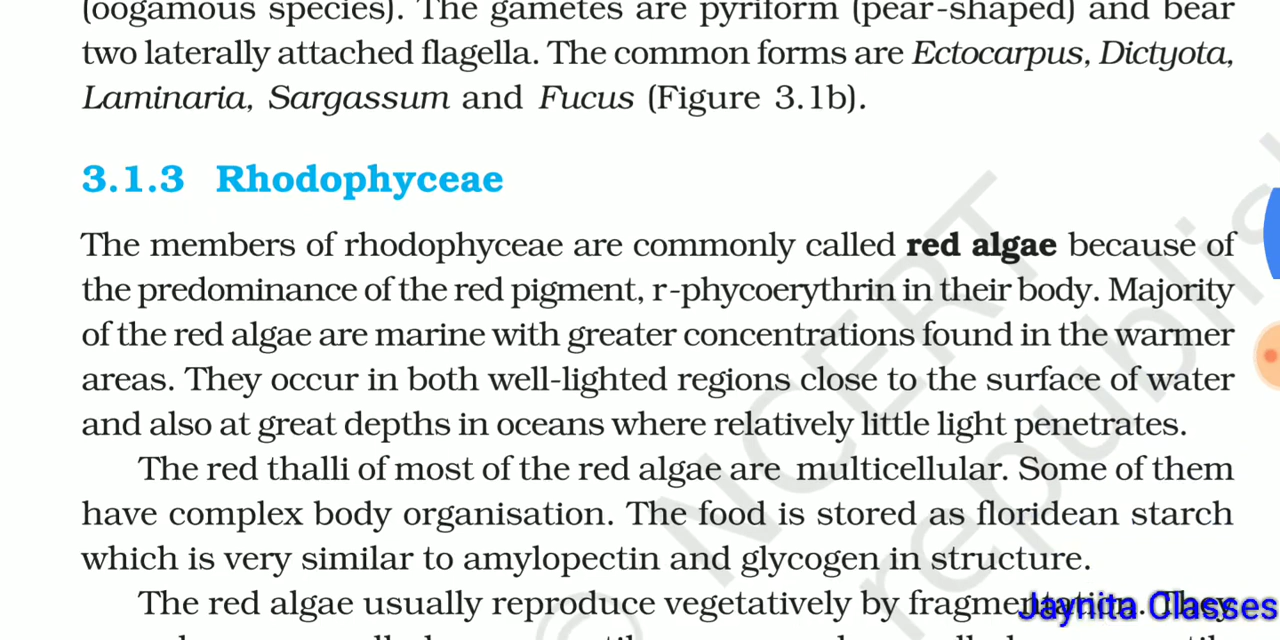 (oogamous species). The gametes are pyriform (pear-shaped) and bear
two laterally attached flagella. The common forms are Ectocarpus, Dictyota,
Laminaria, Sargassum and Fucus (Figure 3.1b).
3.1.3 Rhodophyceae
The members of rhodophyceae are commonly called red algae because of
the predominance of the red pigment, r-phycoerythrin in their body. Majority
of the red algae are marine with greater concentrations found in the warmer
areas. They occur in both well-lighted regions close to the surface of water
and also at great depths in oceans where relatively little light penetrates.
The red thalli of most of the red algae are multicellular. Some of them
have complex body organisation. The food is stored as floridean starch
which is very similar to amylopectin and glycogen in structure.
The red algae usually reproduce vegetatively by fragmentation. They
Jaynita Classes
© NCERT
republis